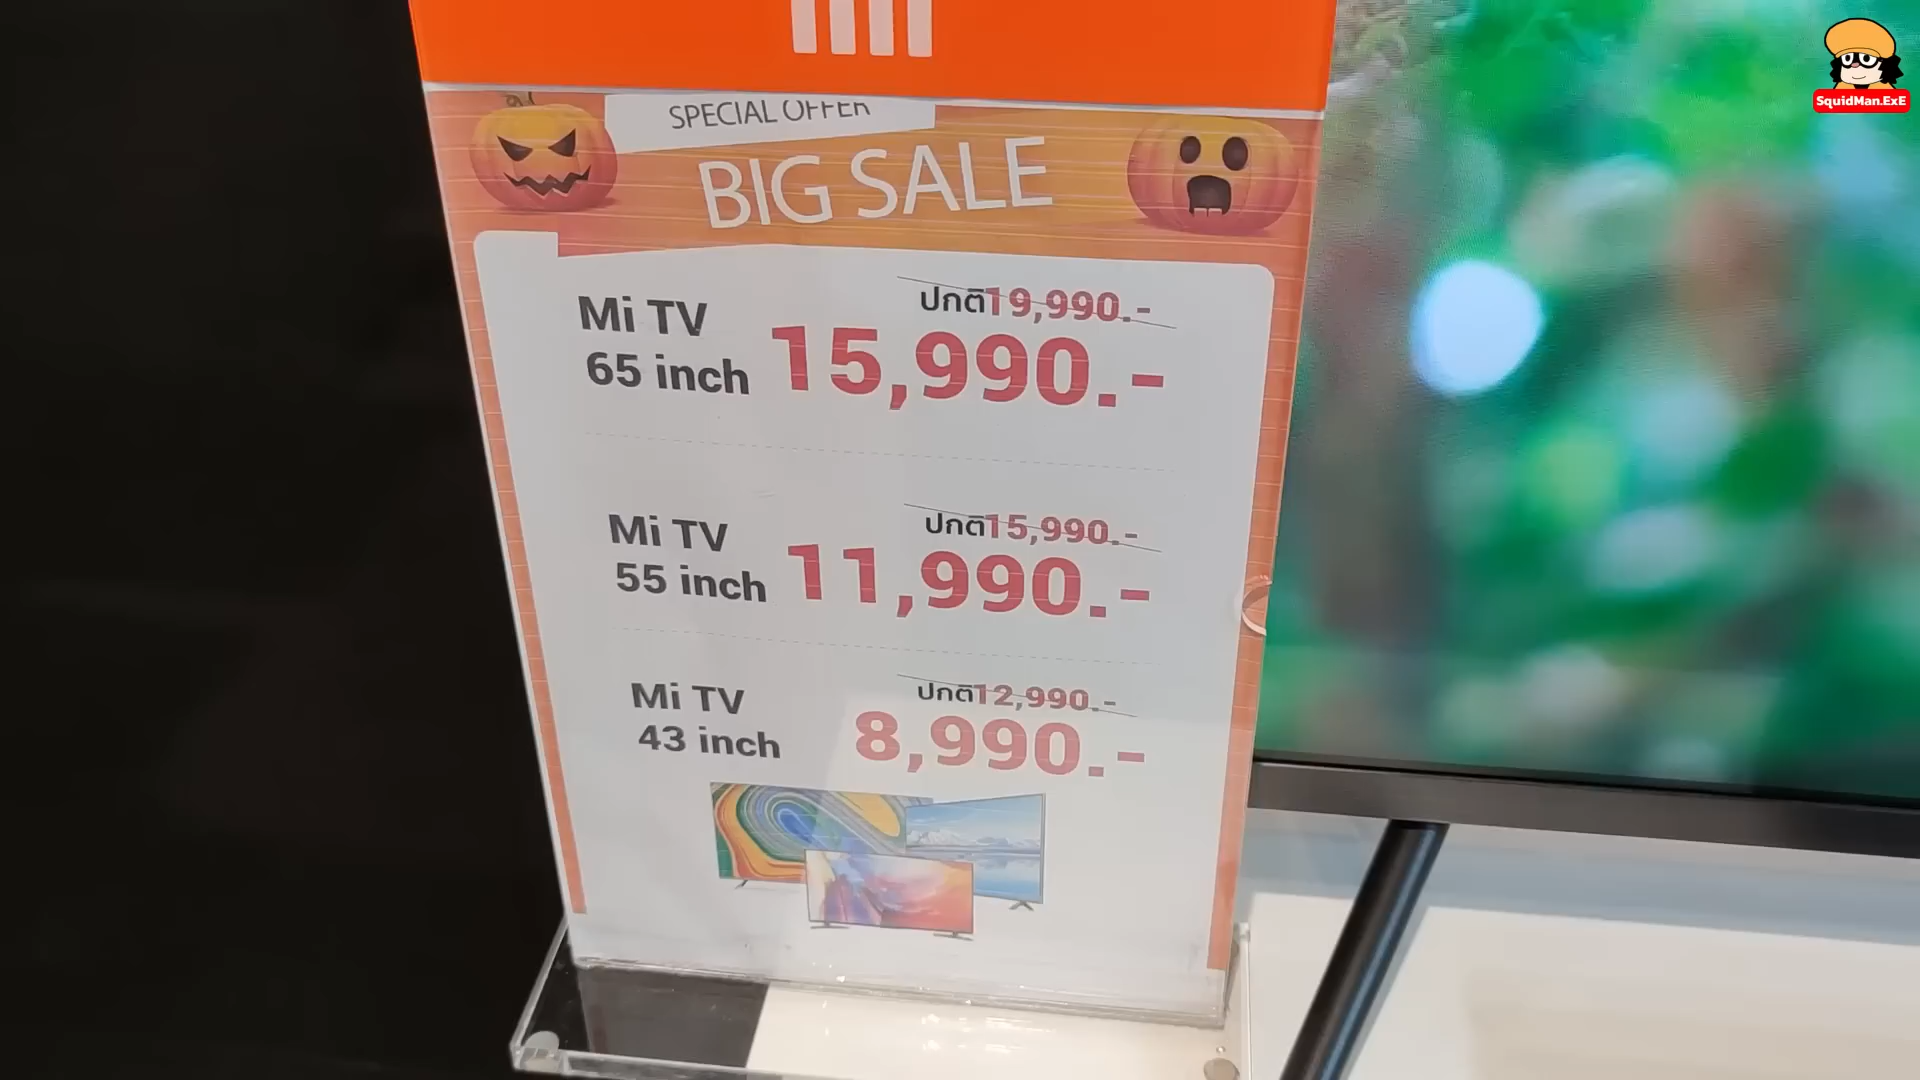 SquidMan.ExE
SPECIAL OFFER
BIG SALE
Mi TV
65 inch
ปกติ19,990.-
15,990.-
Mi TV
55 inch
ปกติ15,990.-
11,990.-
Mi TV
43 inch
ปกติ12,990.-
8,990.-